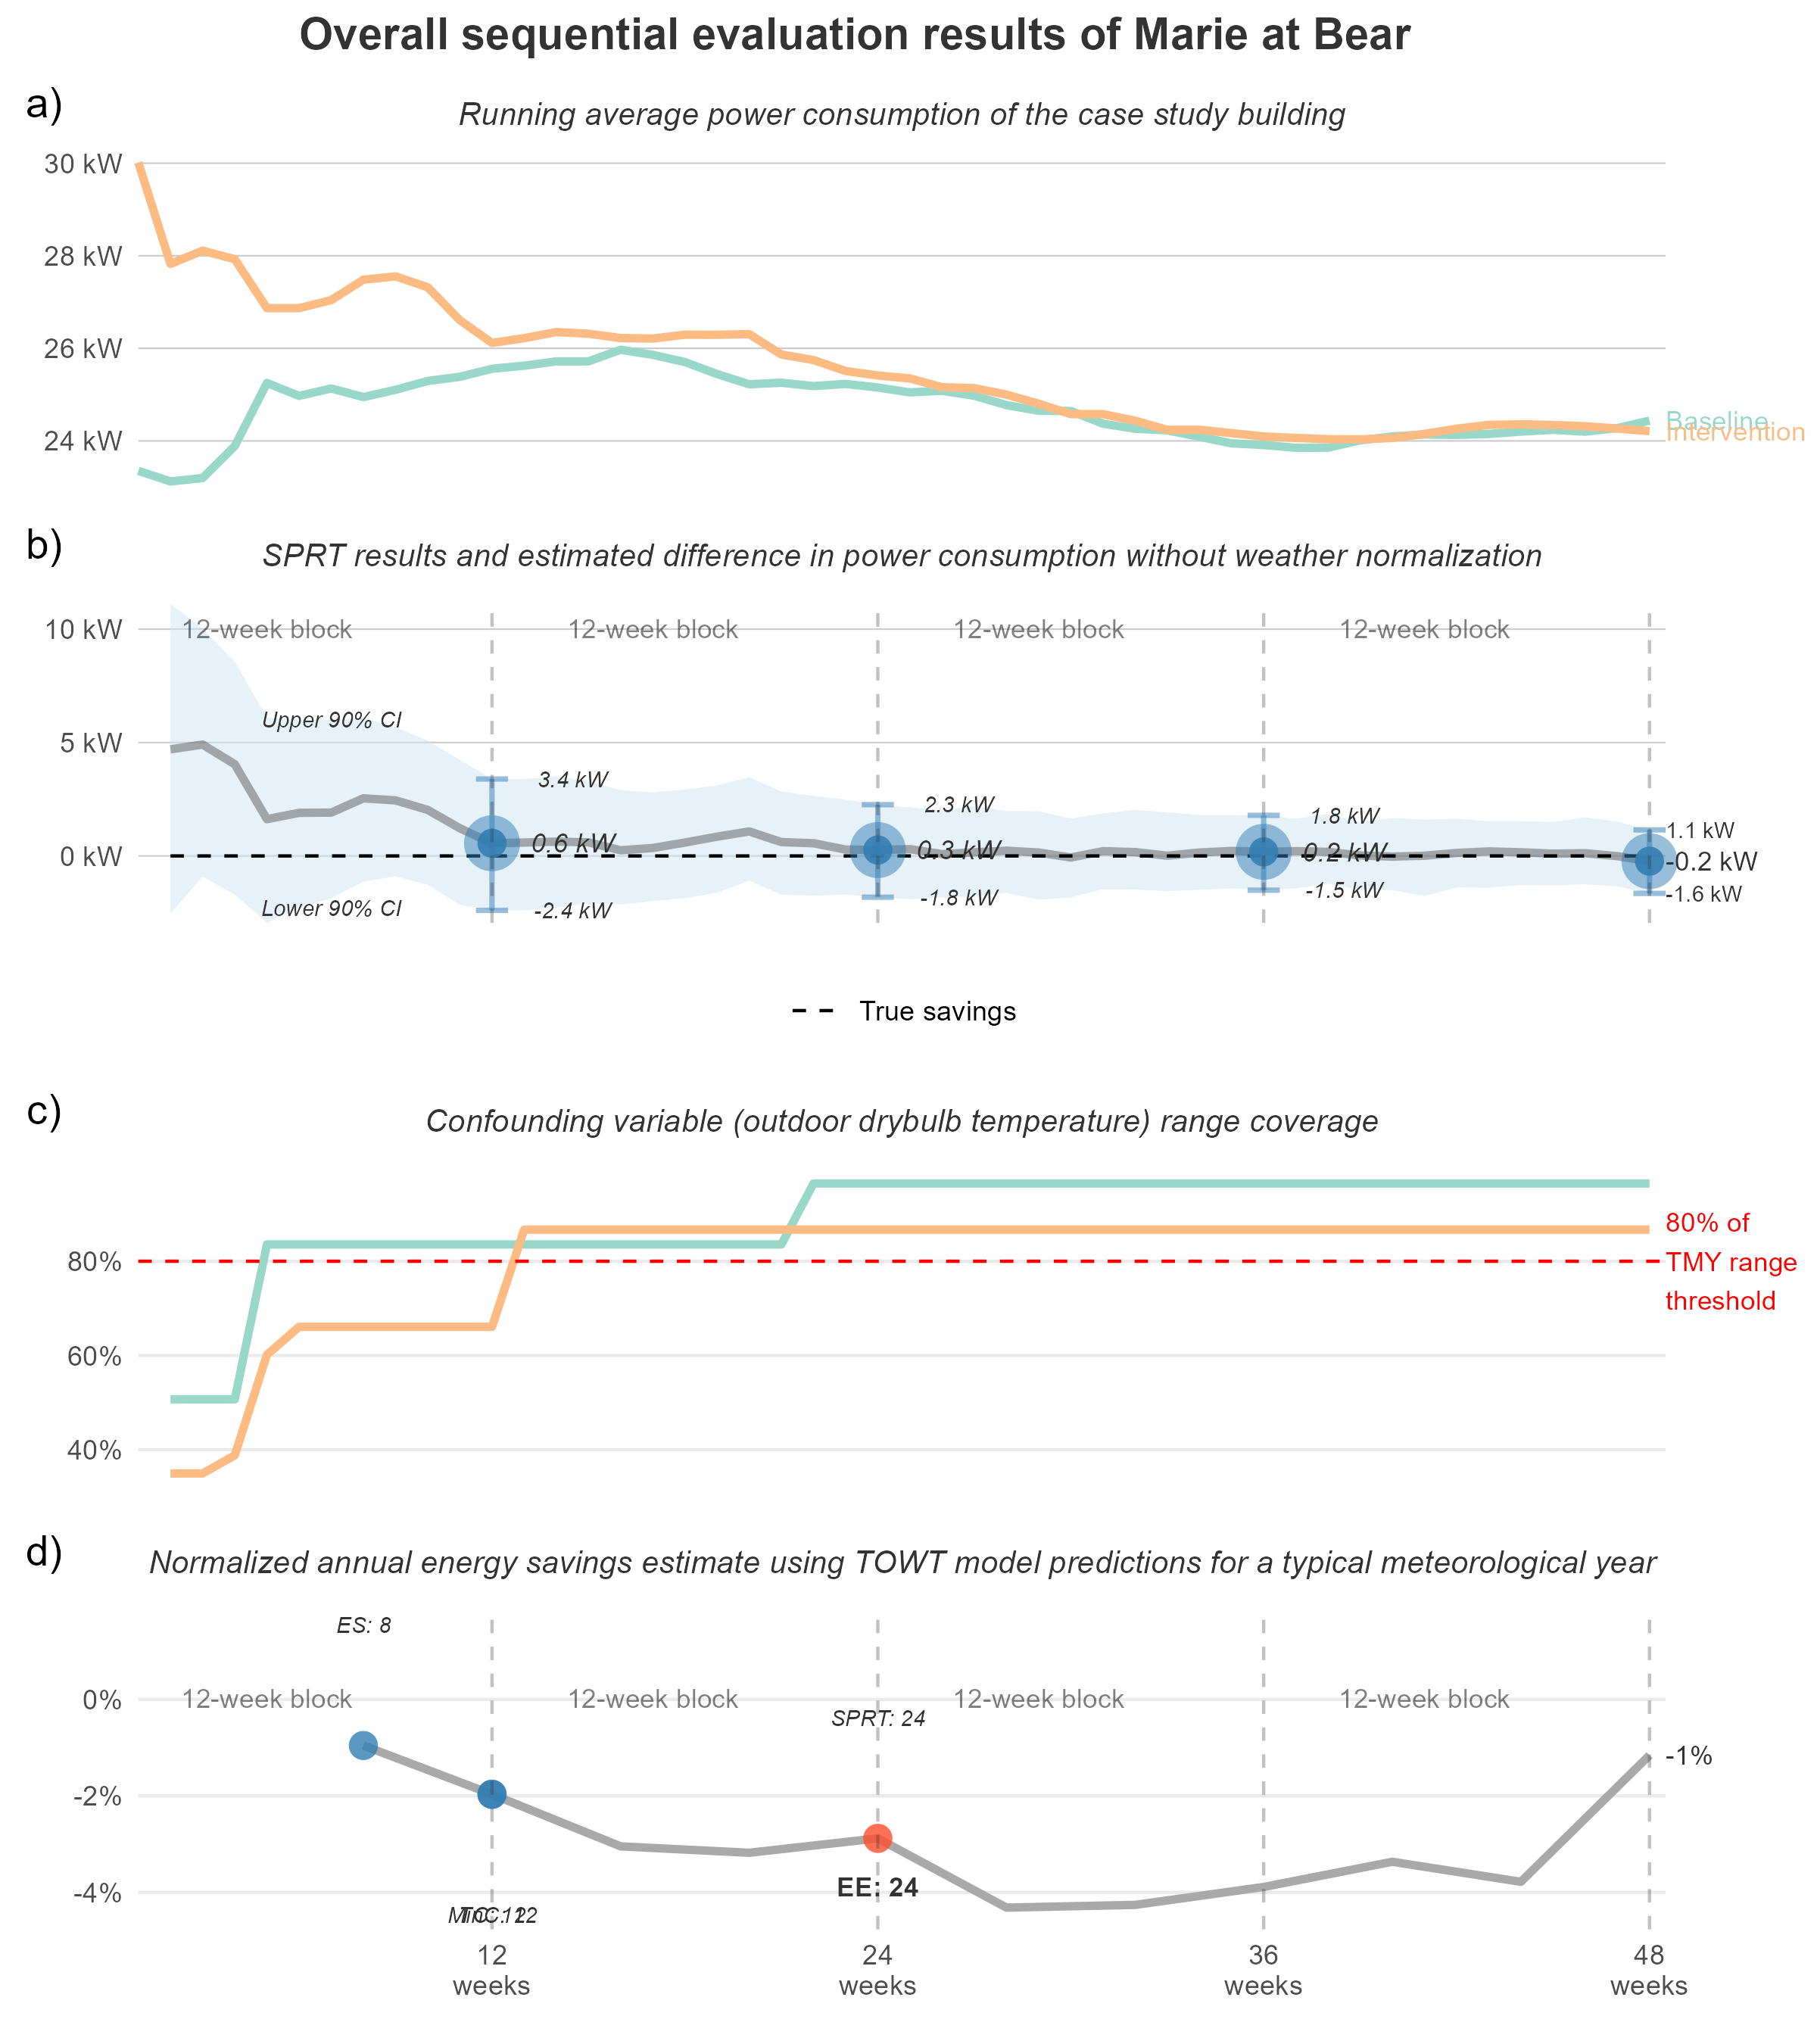 Overall sequential evaluation results of Marie at Bear
a)
Running average power consumption of the case study building
30 kW
28 kW
26 kW
24 kW
Baseline
Intervention
b)
SPRT results and estimated difference in power consumption without weather normalization
10 kW
5 kW
0 kW
12-week block
12-week block
12-week block
12-week block
Upper 90% CI
Lower 90% CI
3.4 kW
0.6 kW
-2.4 kW
2.3 kW
0.3 kW
-1.8 kW
1.8 kW
0.2 kW
-1.5 kW
1.1 kW
-0.2 kW
-1.6 kW
True savings
c)
Confounding variable (outdoor drybulb temperature) range coverage
80%
60%
40%
80% of
TMY range
threshold
d)
Normalized annual energy savings estimate using TOWT model predictions for a typical meteorological year
ES: 8
0%
-2%
-4%
12-week block
12-week block
12-week block
12-week block
SPRT: 24
-1%
EE: 24
12
weeks
24
weeks
36
weeks
48
weeks